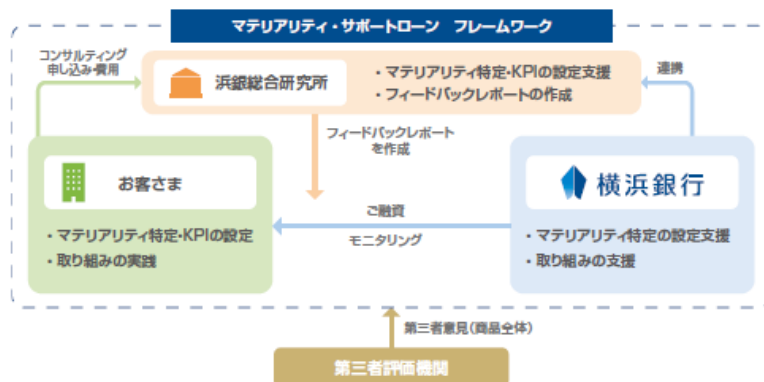 マテリアリティ・サポートローン　フレームワーク
コンサルティング
申し込み・費用
浜銀総合研究所
・マテリアリティ特定・KPIの設定支援
・フィードバックレポートの作成
連携
フィードバックレポート
を作成
お客さま
・マテリアリティ特定・KPIの設定
・取り組みの実践
ご融資
モニタリング
横浜銀行
・マテリアリティ特定の設定支援
・取り組みの支援
第三者意見(商品全体)
第三者評価機関